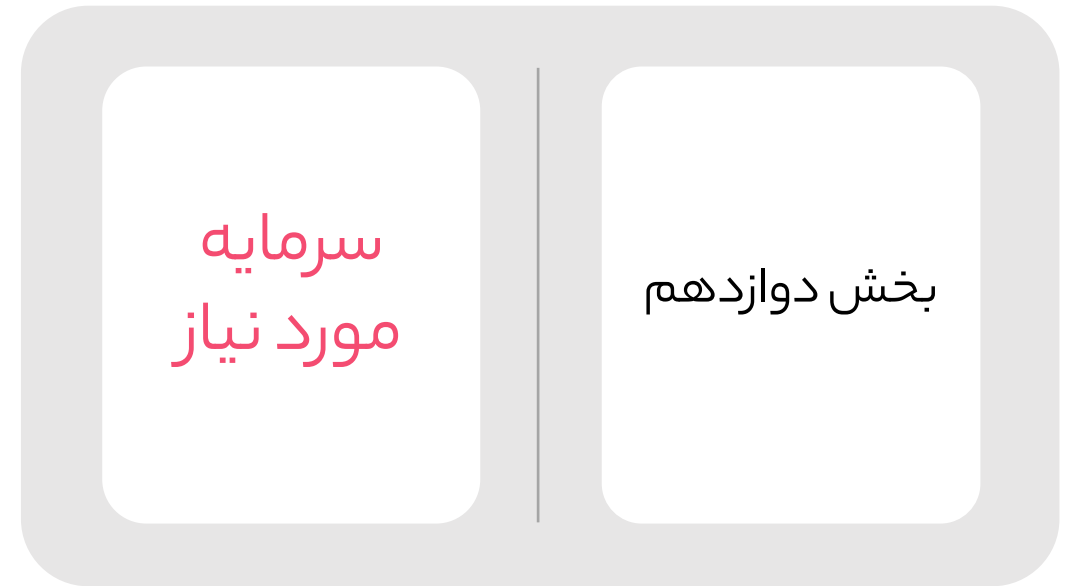 بخش دوازدهم
سرمایه
مورد نیاز